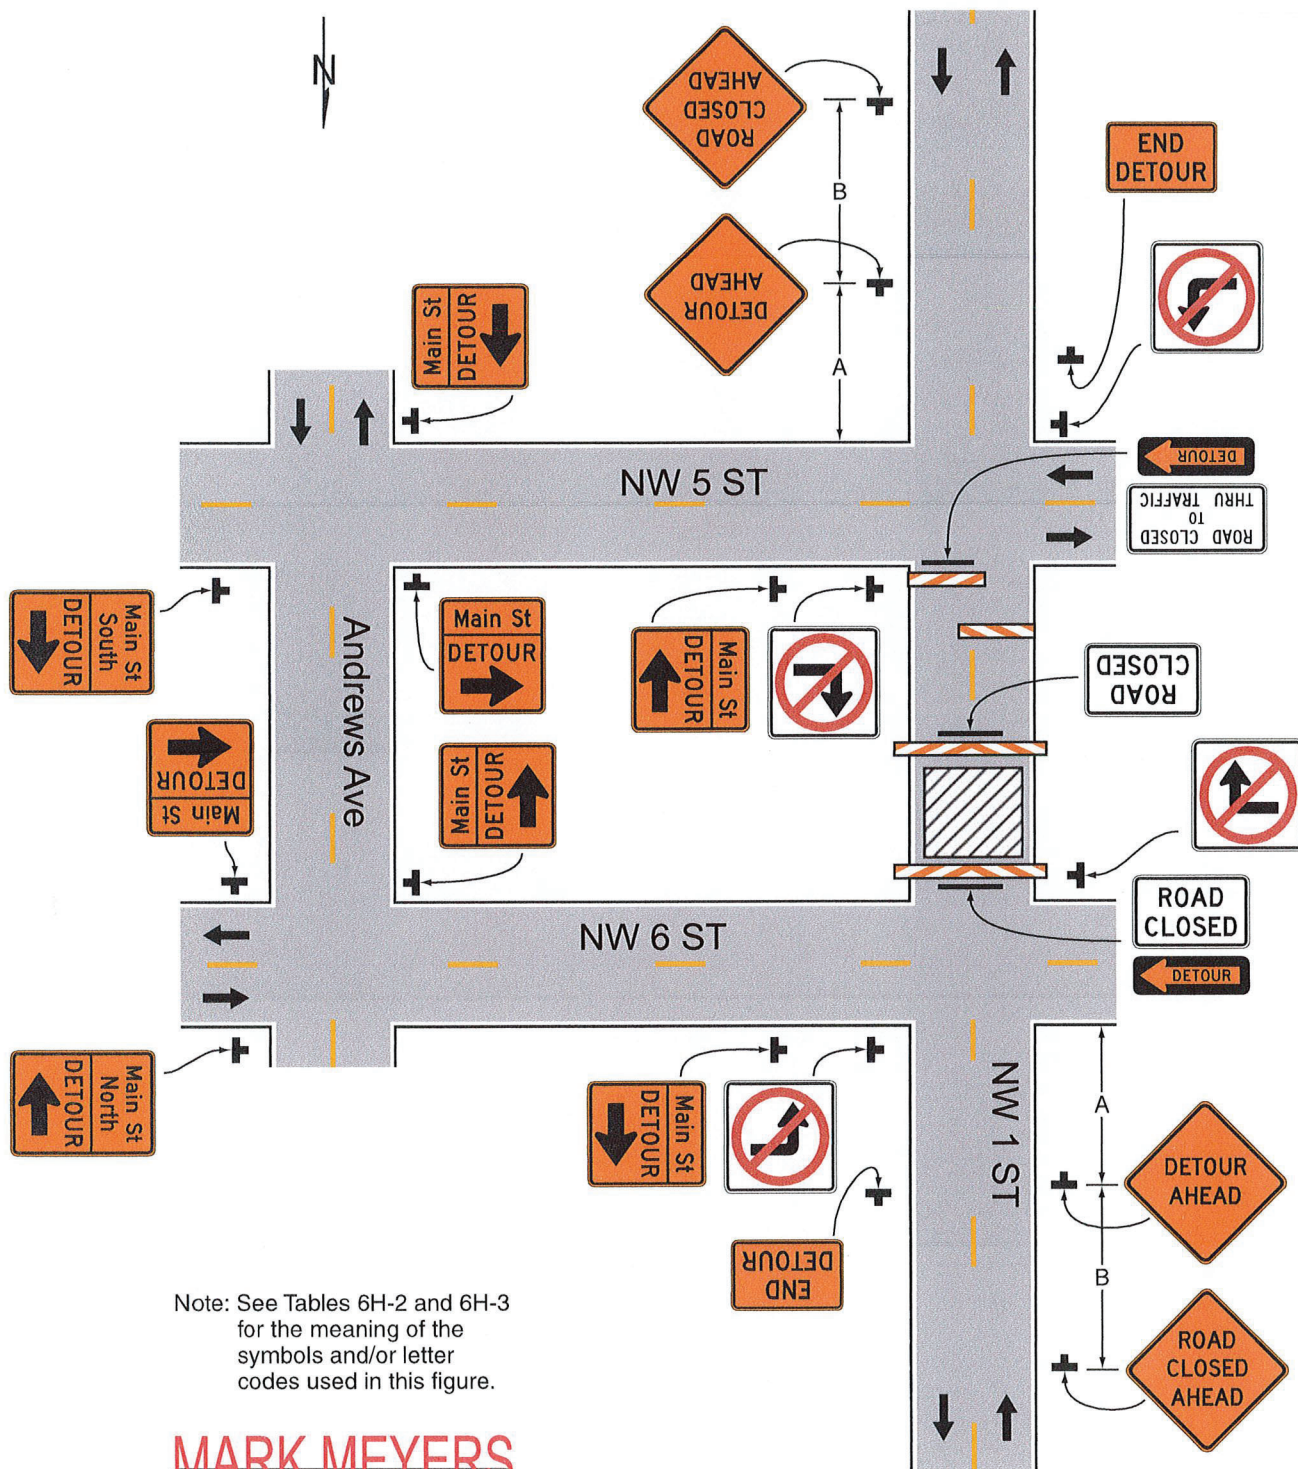 N
ROAD
CLOSED
AHEAD
B
END
DETOUR
DETOUR
AHEAD
A
Main St
DETOUR
NW 5 ST
DETOUR
ROAD CLOSED
TO
THRU TRAFFIC
Main St
South
DETOUR
Main St
DETOUR
Main St
DETOUR
Andrews Ave
ROAD
CLOSED
Main St
DETOUR
Main St
DETOUR
ROAD
CLOSED
NW 6 ST
DETOUR
Main St
North
DETOUR
Main St
DETOUR
NW 1 ST
A
DETOUR
AHEAD
END
DETOUR
B
ROAD
CLOSED
AHEAD
Note: See Tables 6H-2 and 6H-3
for the meaning of the
symbols and/or letter
codes used in this figure.
MARK MEYERS